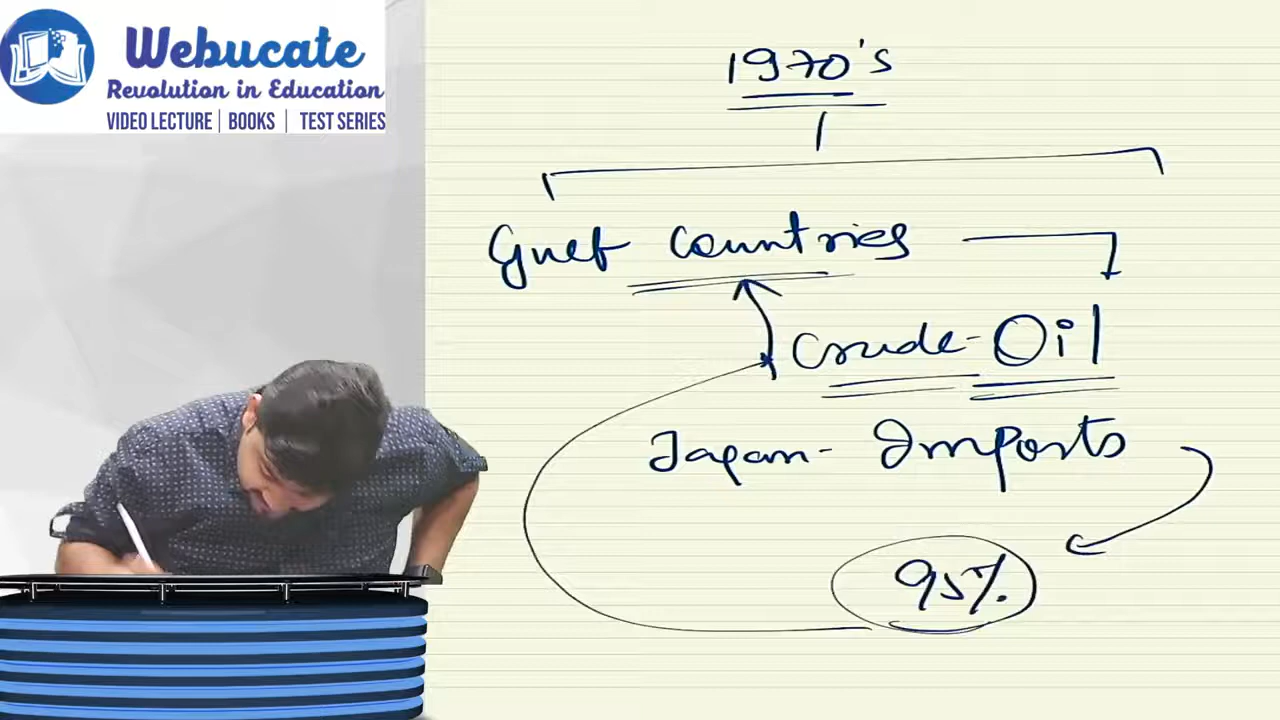 Webucate
Revolution in Education
VIDEO LECTURE | BOOKS | TEST SERIES
1970's
Gulf countries
Crude-Oil
Japan- Imports
95%